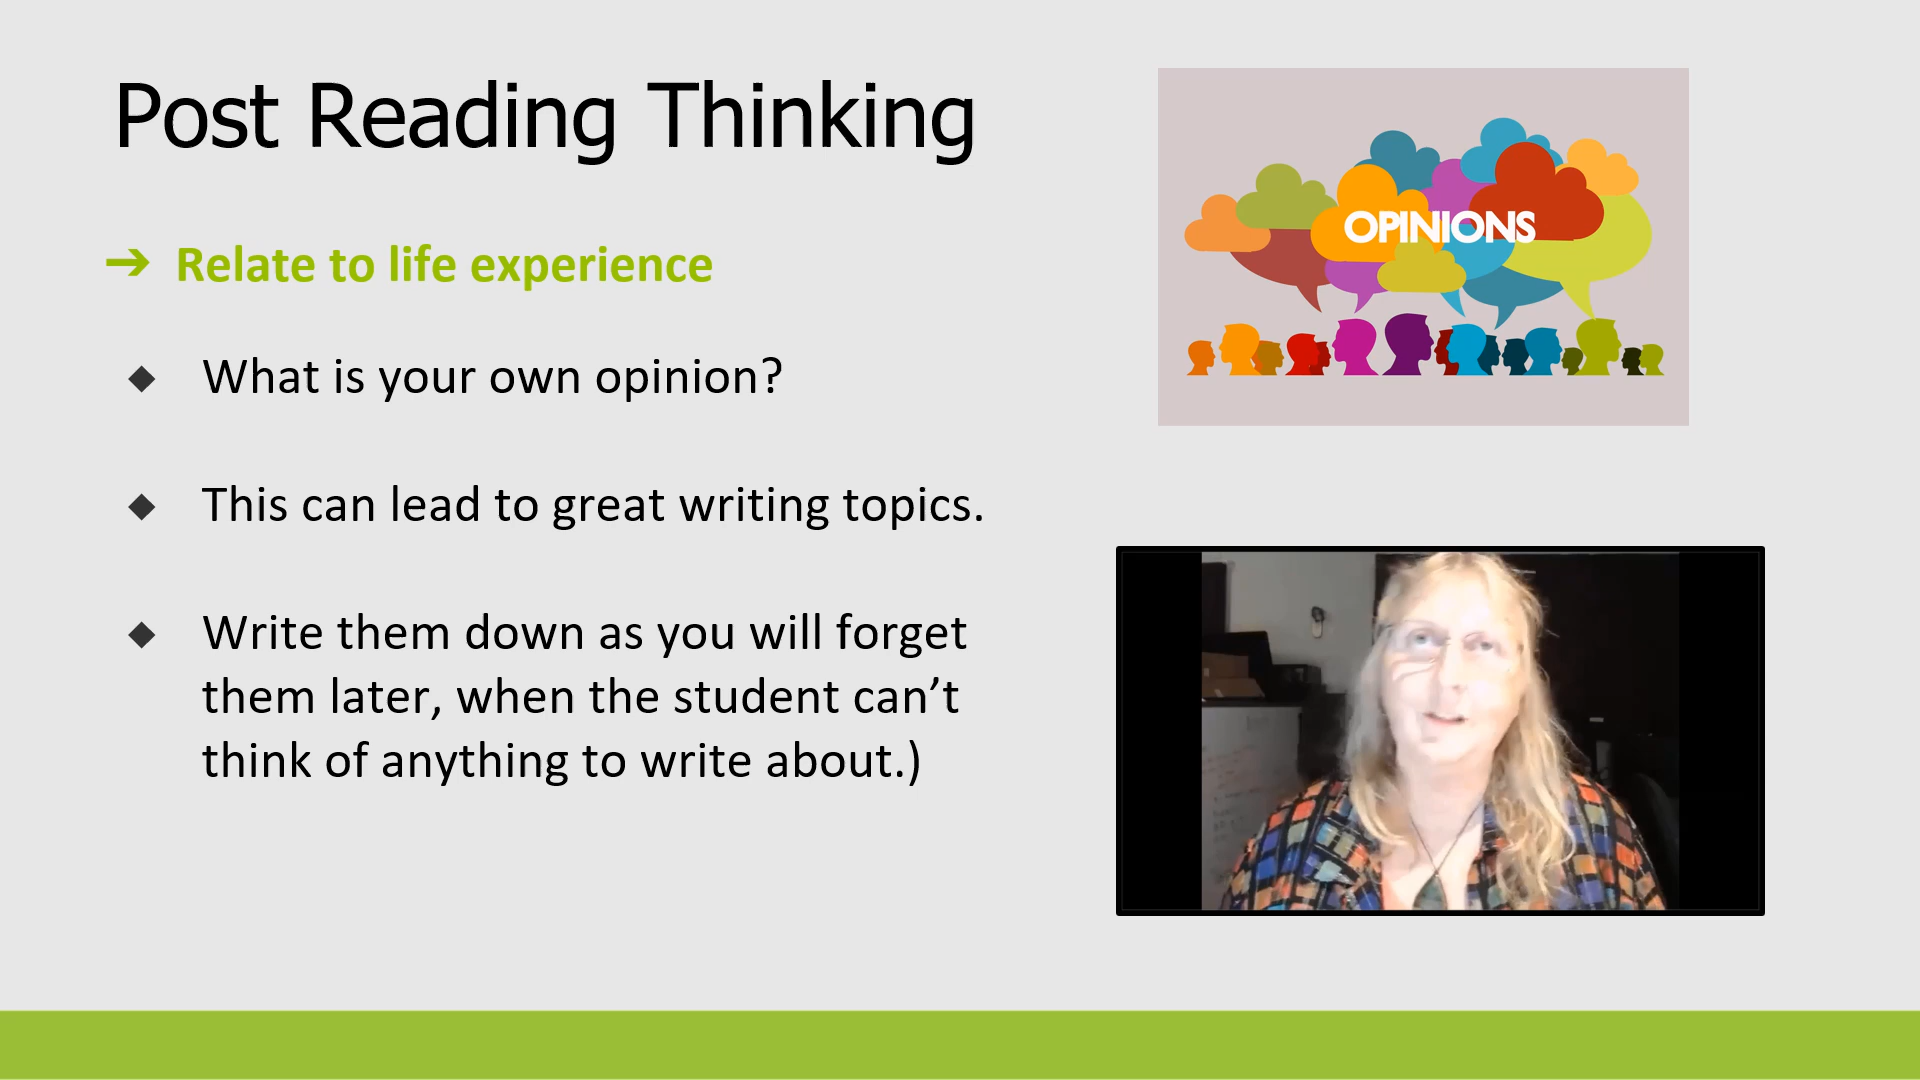 Post Reading Thinking
➔ Relate to life experience
◆ What is your own opinion?
◆ This can lead to great writing topics.
◆ Write them down as you will forget
them later, when the student can’t
think of anything to write about.)
OPINIONS